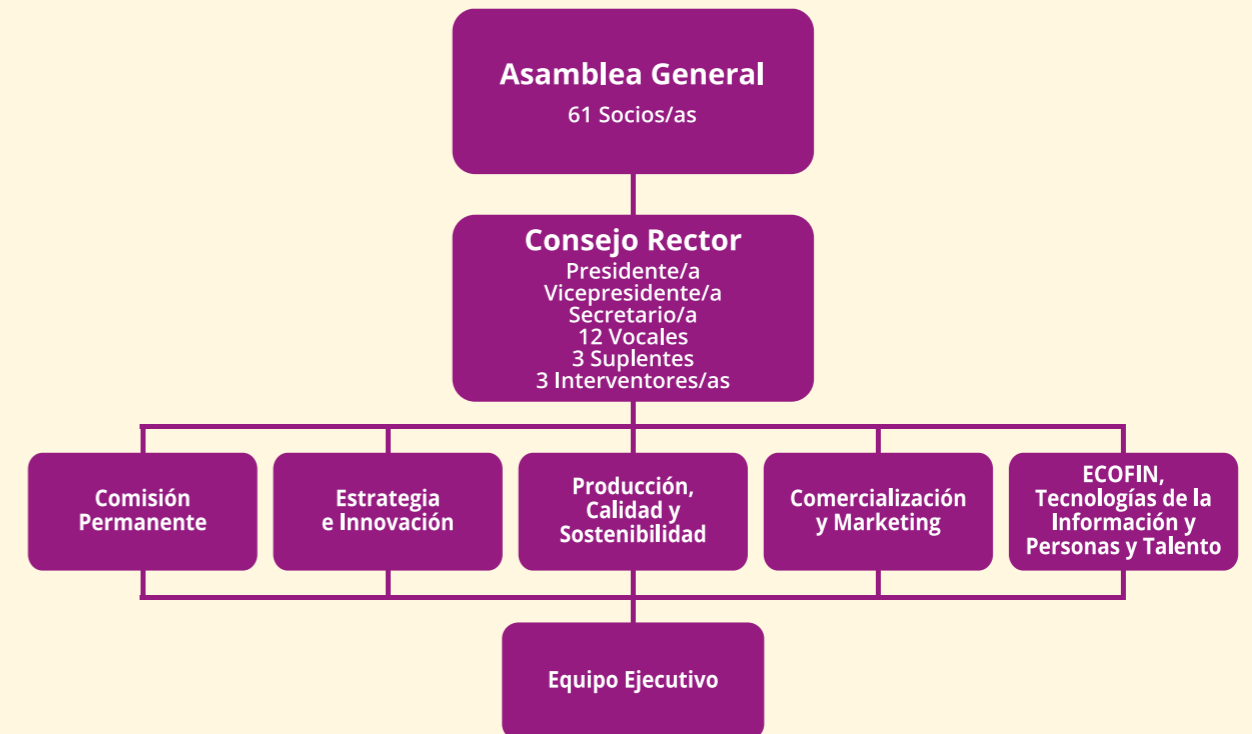 Asamblea General
61 Socios/as
Consejo Rector
Presidente/a
Vicepresidente/a
Secretario/a
12 Vocales
3 Suplentes
3 Interventores/as
Comisión
Permanente
Estrategia
e Innovación
Producción,
Calidad y
Sostenibilidad
Comercialización
y Marketing
ECOFIN,
Tecnologías de la
Información y
Personas y Talento
Equipo Ejecutivo